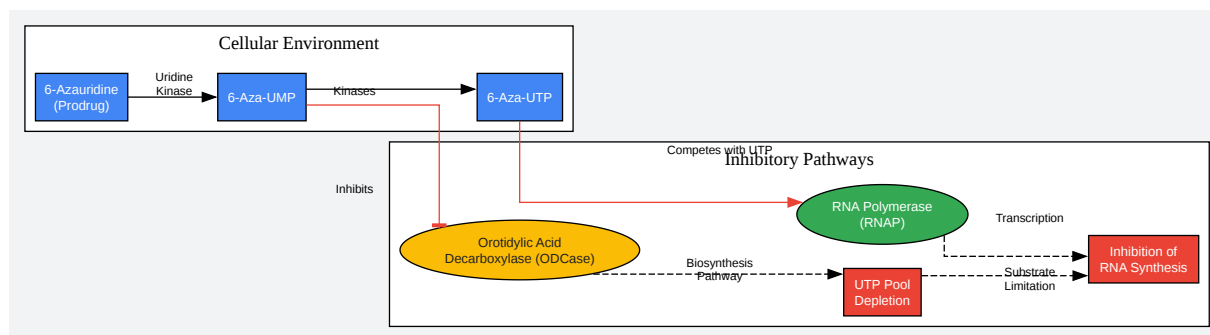 Cellular Environment
6-Azauridine
(Prodrug)
Uridine
Kinase
6-Aza-UMP
Kinases
6-Aza-UTP
Competes with UTP
Inhibitory Pathways
Inhibits
RNA Polymerase
(RNAP)
Transcription
Orotidylic Acid
Decarboxylase (ODCase)
Biosynthesis
Pathway
UTP Pool
Depletion
Substrate
Limitation
Inhibition of
RNA Synthesis